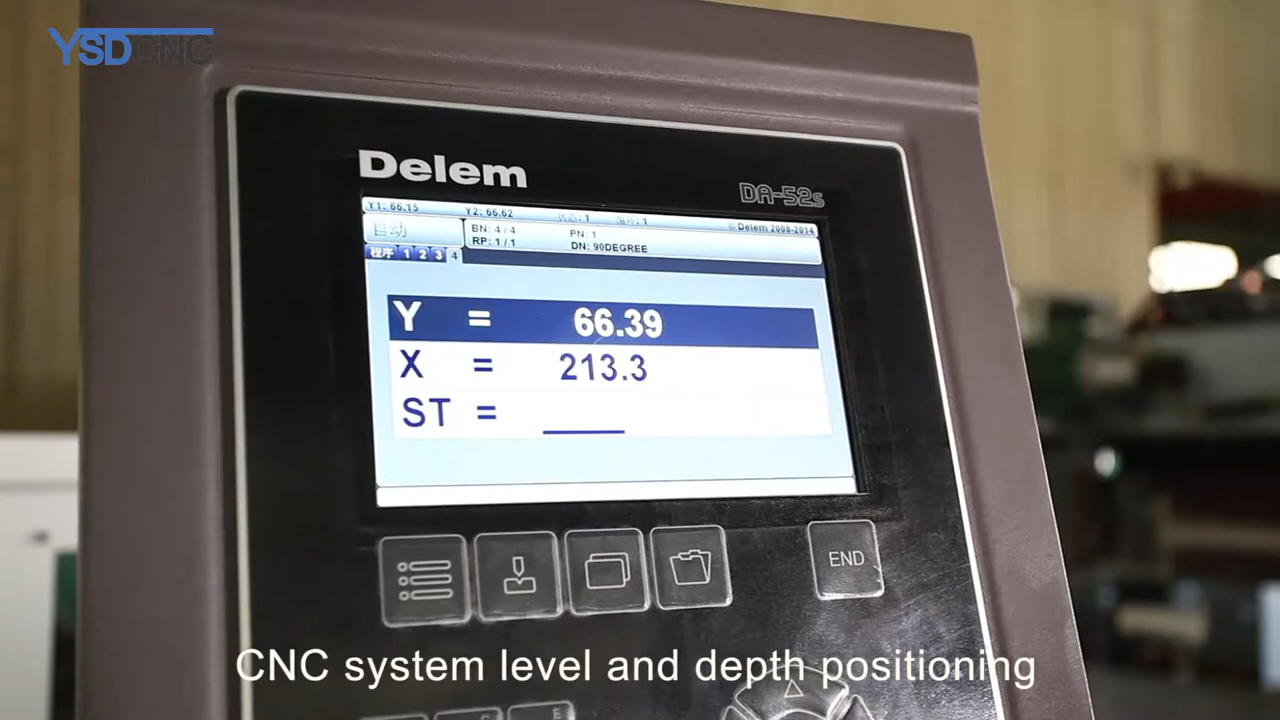 YSDCNC
Delem
DA-52s
Y1: 66.15 Y2: 66.62
© Delem 2008-2014
自动
BN: 4 / 4 PN: 1
RP: 1 / 1 DN: 90DEGREE
程序 1 2 3 4
Y = 66.39
X = 213.3
ST =
END
CNC system level and depth positioning
C E